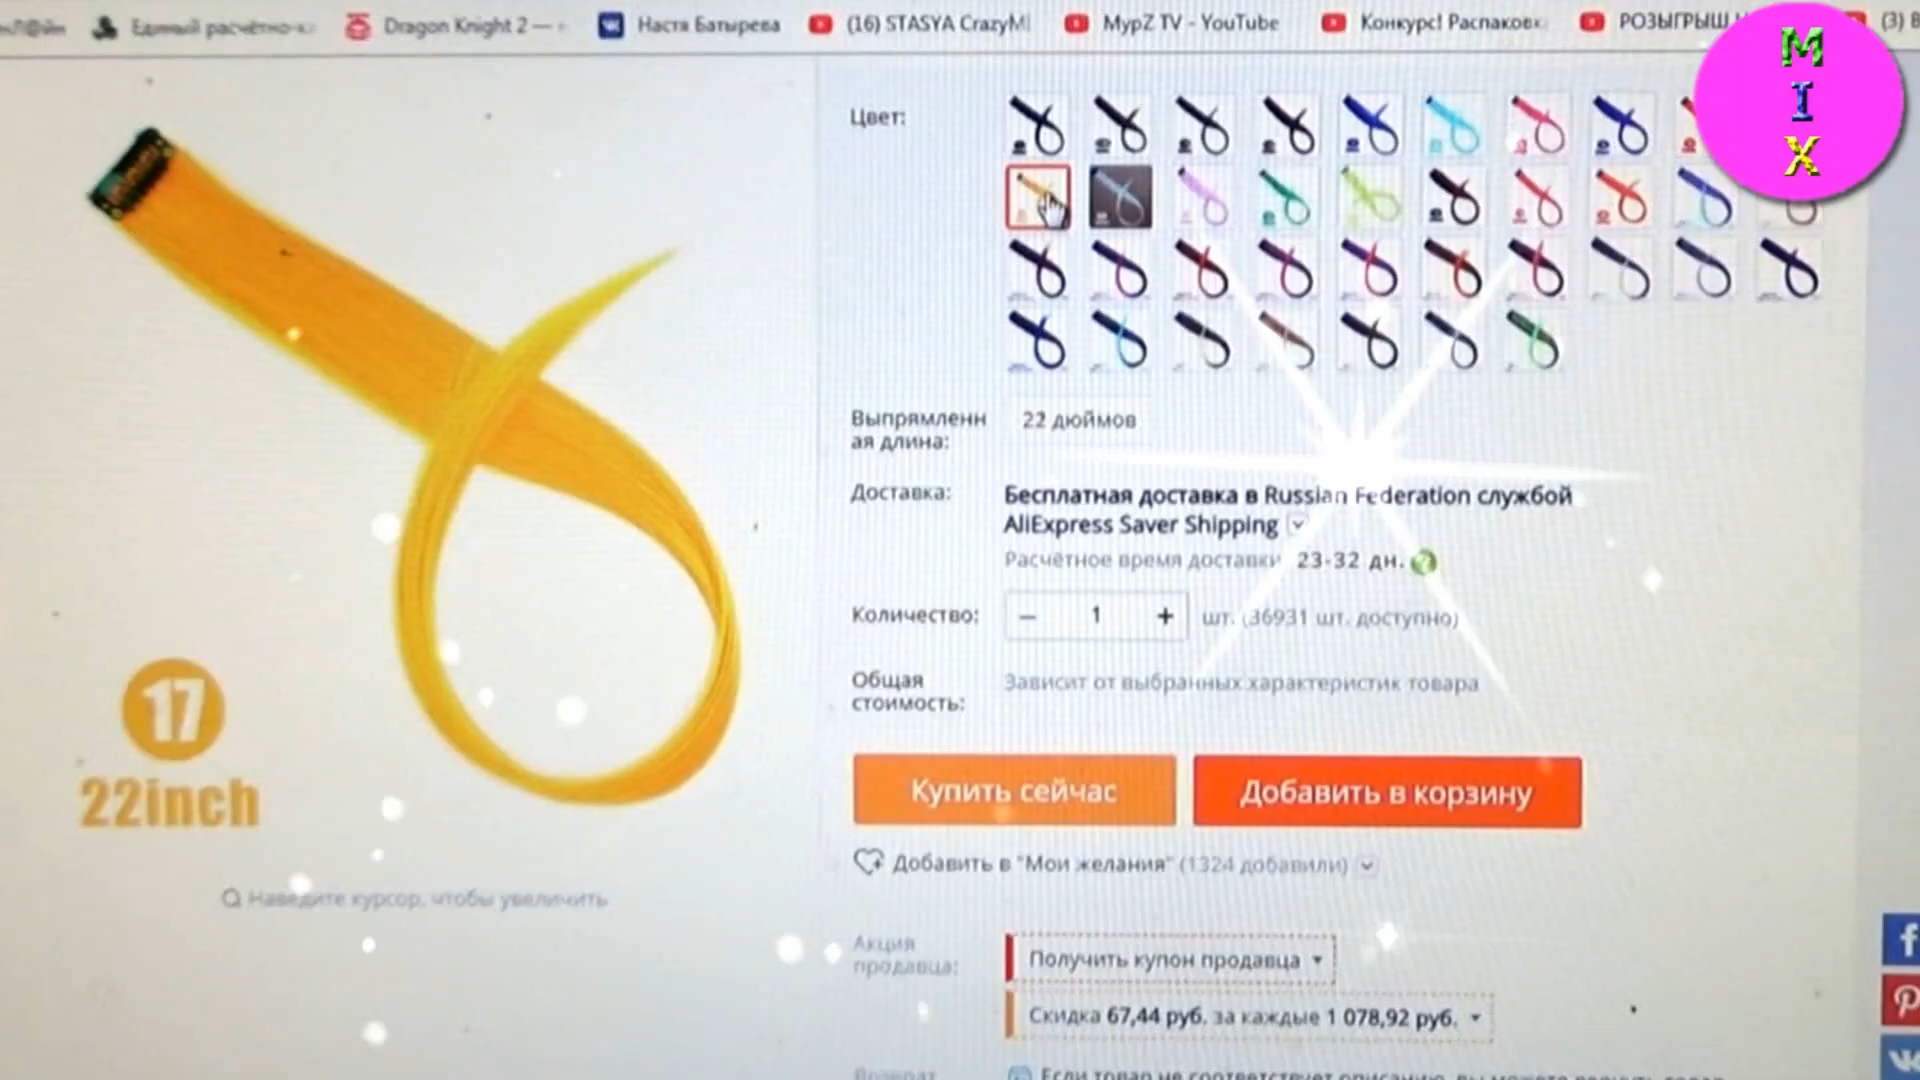 Dragon Knight 2 —
Настя Батырева
(16) STASYA CrazyM
MypZ TV - YouTube
Конкурс! Распаковк
РОЗЫГРЫШ
(3)
M
I
X
Цвет:
Выпрямленн
ая длина:
22 дюймов
Доставка:
Бесплатная доставка в Russian Federation службой
AliExpress Saver Shipping
Расчётное время доставки 23-32 дн.
Количество:
1
шт. (36931 шт. доступно)
Общая
стоимость:
Зависит от выбранных характеристик товара
17
22inch
Купить сейчас
Добавить в корзину
Добавить в "Мои желания" (1324 добавили)
Наведите курсор, чтобы увеличить
Акция
продавца:
Получить купон продавца
Скидка 67,44 руб. за каждые 1 078,92 руб.